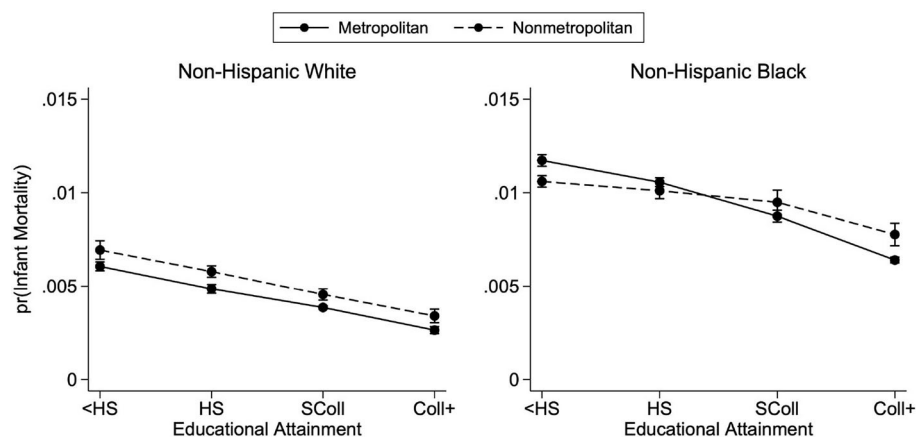 Metropolitan Nonmetropolitan
Non-Hispanic White
Non-Hispanic Black
pr(Infant Mortality)
.015
.01
.005
0
<HS HS SColl Coll+
Educational Attainment
.015
.01
.005
0
<HS HS SColl Coll+
Educational Attainment